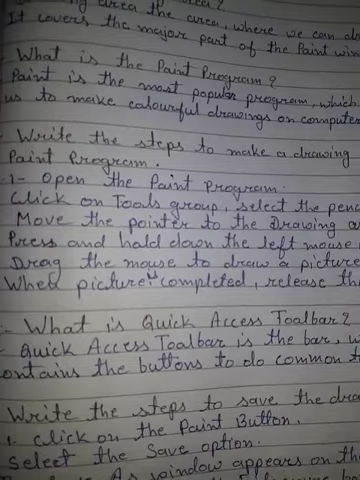 area the area, where we can
It covers the major part of the Paint win
What is the Paint Program?
Paint is the most popular program, which
us to make colourful drawings on computer
Write the steps to make a drawing
Paint Program.
1- Open the Paint Program.
Click on Tools group, select the penc
Move the pointer to the Drawing a
Press and hold down the left mouse
Drag the mouse to draw a picture
When picture is completed, release th
:- What is Quick Access Toolbar?
- Quick Access Toolbar is the bar, w
ontains the buttons to do common t
Write the steps to save the dra
1. Click on the Paint Button.
Select the Save option.
As window appears on th